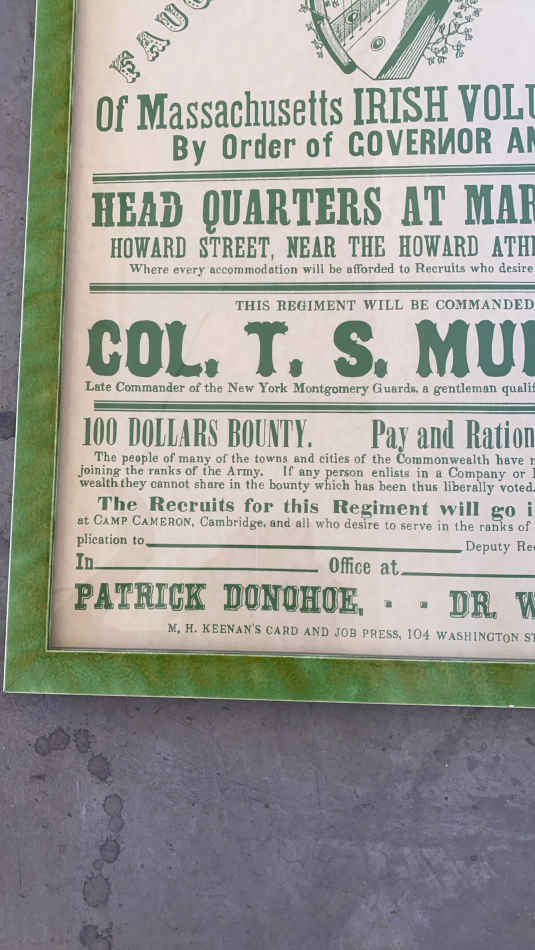 FAUG
Of Massachusetts IRISH VOLU
By Order of GOVERNOR AN
HEAD QUARTERS AT MAR
HOWARD STREET, NEAR THE HOWARD ATH
Where every accommodation will be afforded to Recruits who desire
THIS REGIMENT WILL BE COMMANDED
COL. T. S. MU
Late Commander of the New York Montgomery Guards, a gentleman qualif
100 DOLLARS BOUNTY. Pay and Ration
The people of many of the towns and cities of the Commonwealth have
joining the ranks of the Army. If any person enlists in a Company or
wealth they cannot share in the bounty which has been thus liberally voted.
The Recruits for this Regiment will go i
at CAMP CAMERON, Cambridge, and all who desire to serve in the ranks of
plication to Deputy Rec
In Office at
PATRICK DONOHOE, - - DR. W
M, H. KEENAN'S CARD AND JOB PRESS, 104 WASHINGTON ST